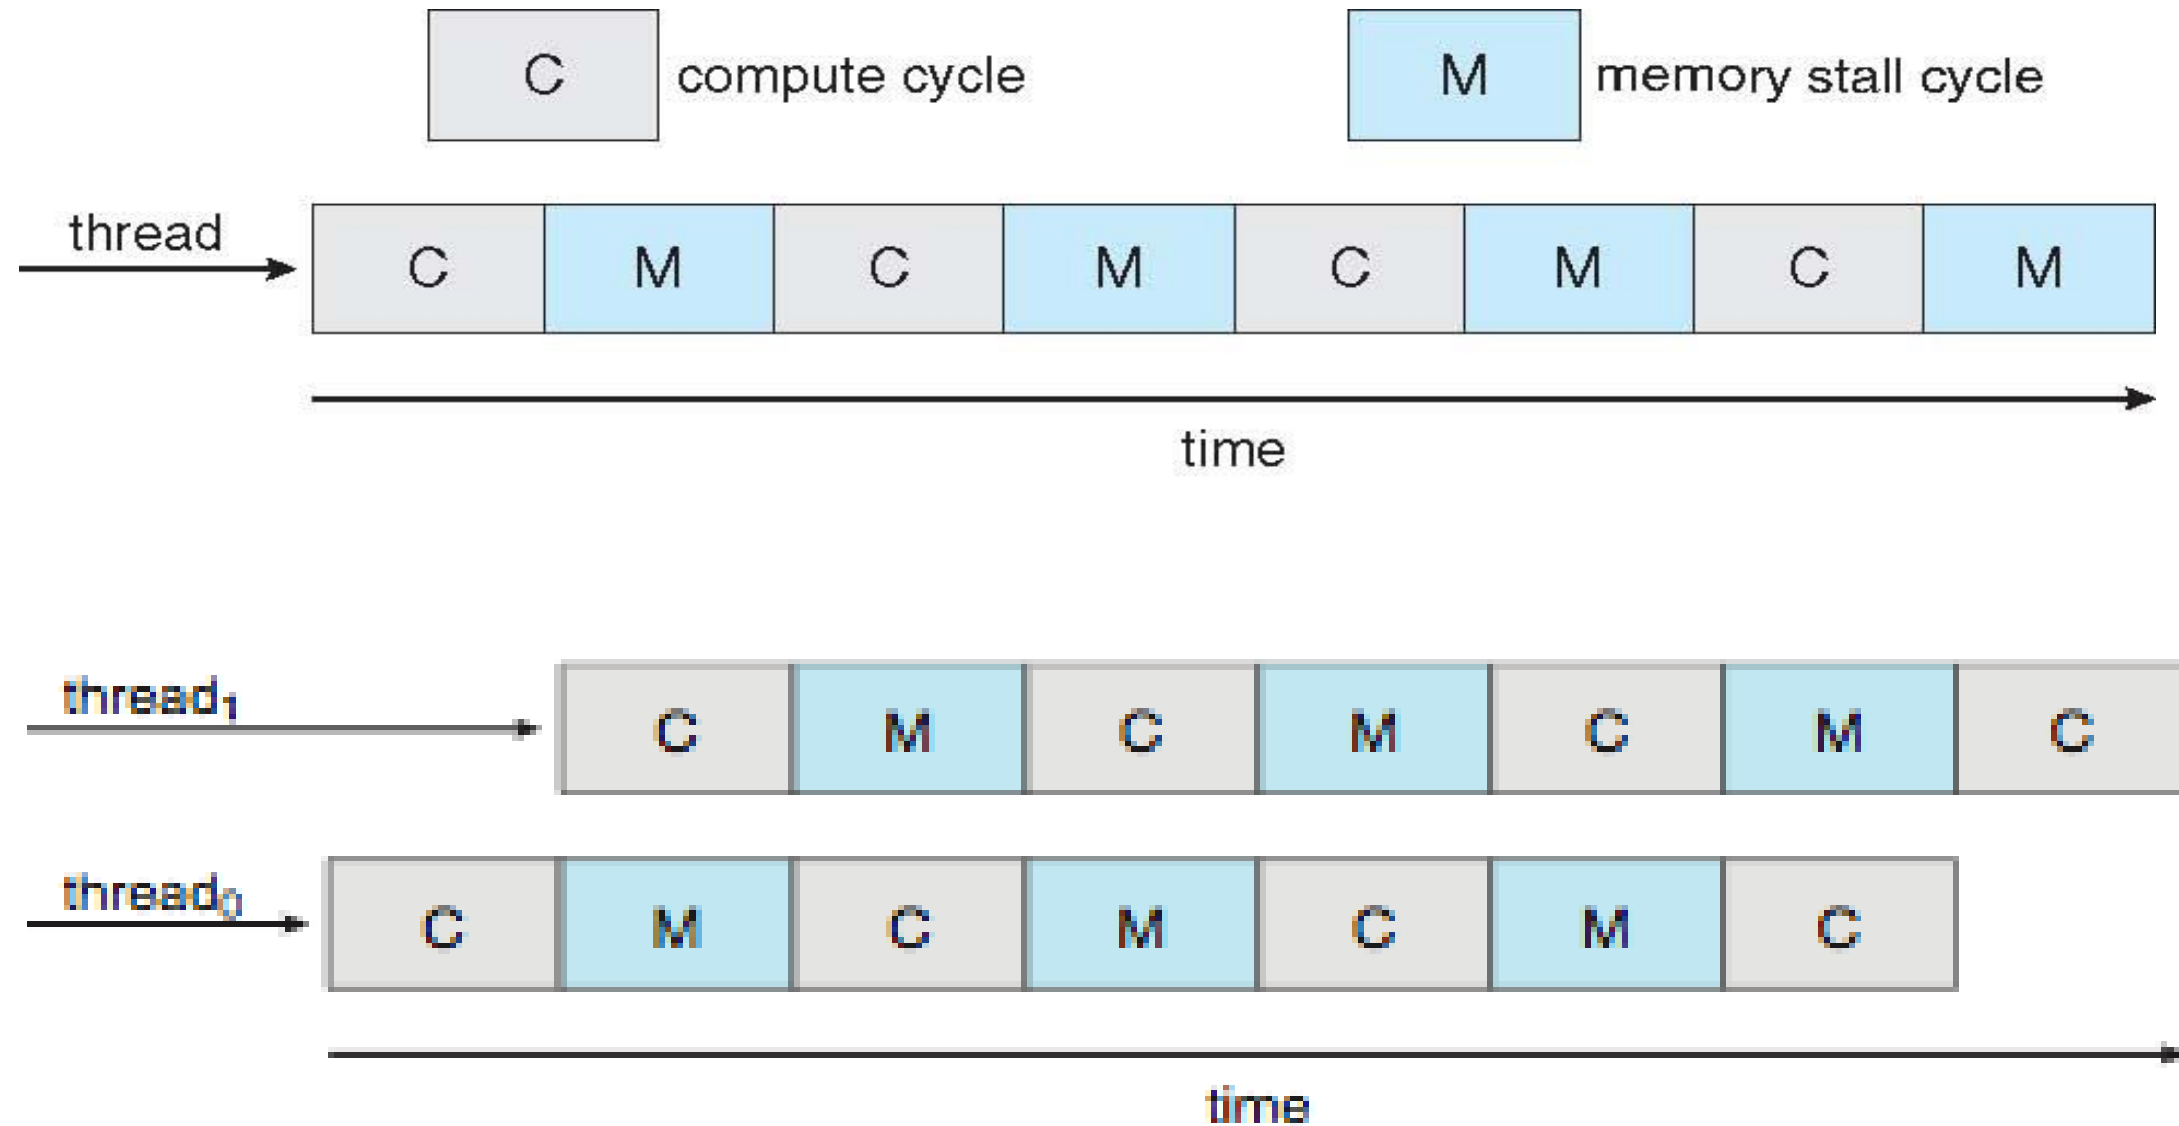 C compute cycle M memory stall cycle
thread
C M C M C M C M
time
thread₁
C M C M C M C
thread₀
C M C M C M C
time